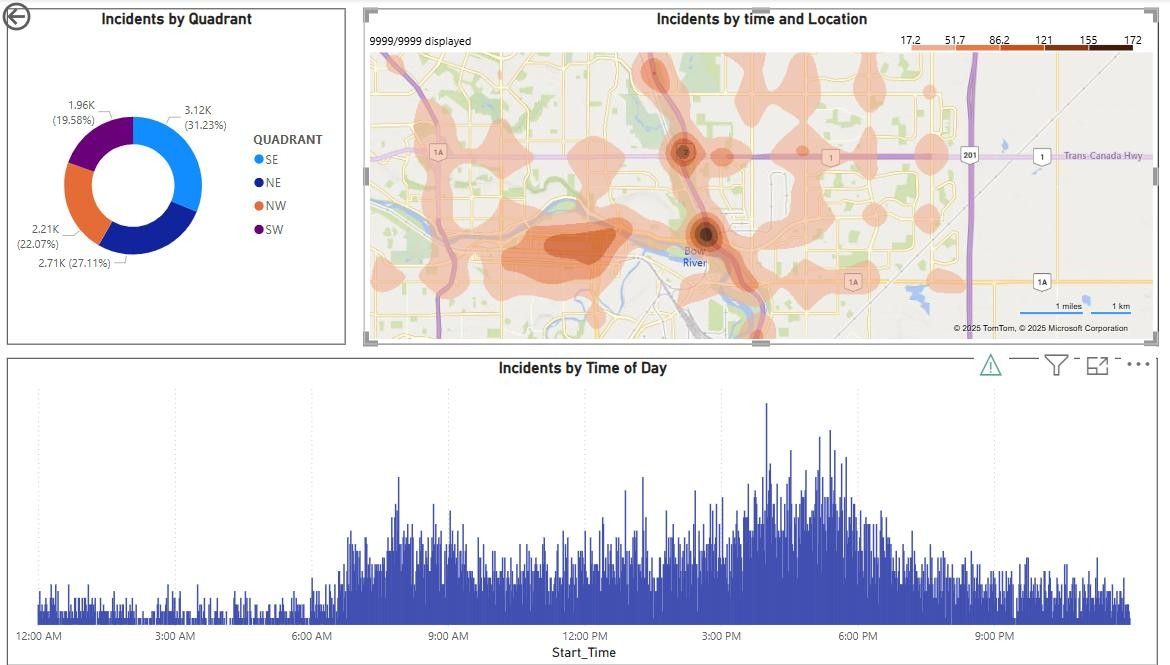 Incidents by Quadrant
1.96K
(19.58%)
3.12K
(31.23%)
2.21K
(22.07%)
2.71K (27.11%)
QUADRANT
SE
NE
NW
SW
Incidents by time and Location
9999/9999 displayed
17.2 51.7 86.2 121 155 172
1A
1
201
1
Trans-Canada Hwy
Bow
River
1A
1A
1 miles 1 km
© 2025 TomTom, © 2025 Microsoft Corporation
Incidents by Time of Day
12:00 AM 3:00 AM 6:00 AM 9:00 AM 12:00 PM 3:00 PM 6:00 PM 9:00 PM
Start_Time